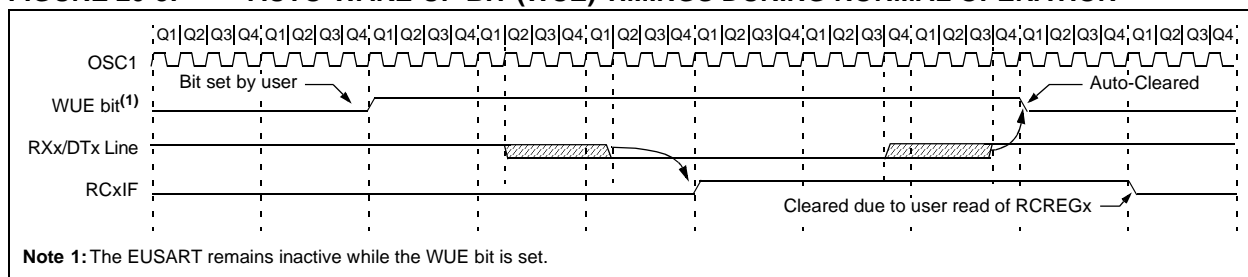 AUTO-WAKE-UP BIT (WUE) TIMINGS DURING NORMAL OPERATION
Q1 Q2 Q3 Q4 Q1 Q2 Q3 Q4 Q1 Q2 Q3 Q4 Q1 Q2 Q3 Q4 Q1 Q2 Q3 Q4 Q1 Q2 Q3 Q4 Q1 Q2 Q3 Q4 Q1 Q2 Q3 Q4 Q1 Q2 Q3 Q4 Q1 Q2 Q3 Q4
OSC1
Bit set by user
Auto-Cleared
WUE bit(1)
RXx/DTx Line
RCxIF
Cleared due to user read of RCREGx
Note 1: The EUSART remains inactive while the WUE bit is set.